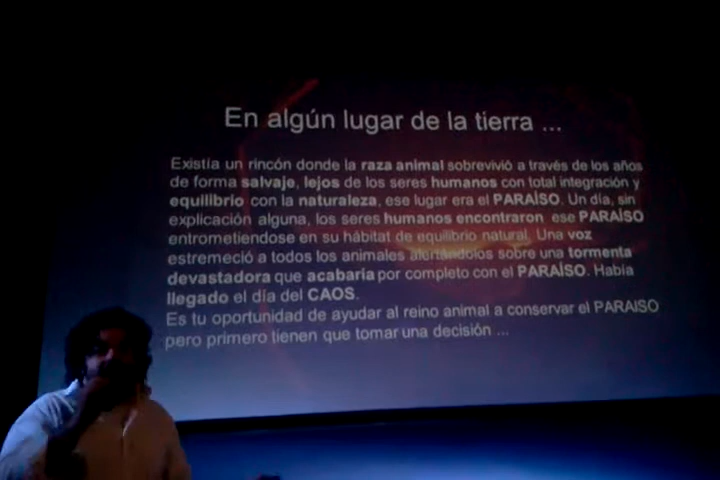 En algún lugar de la tierra ...
Existía un rincón donde la raza animal sobrevivió a través de los años
de forma salvaje, lejos de los seres humanos con total integración y
equilibrio con la naturaleza, ese lugar era el PARAÍSO. Un día, sin
explicación alguna, los seres humanos encontraron ese PARAÍSO
entrometiendose en su hábitat de equilibrio natural. Una voz
estremeció a todos los animales alertándolos sobre una tormenta
devastadora que acabaría por completo con el PARAÍSO. Había
llegado el día del CAOS.
Es tu oportunidad de ayudar al reino animal a conservar el PARAISO
pero primero tienen que tomar una decisión ...